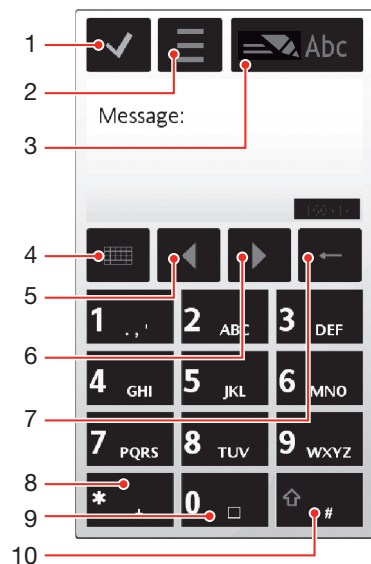 1
2
3
Abc
Message:
4
5
6
7
1 . , '
2 ABC
3 DEF
4 GHI
5 JKL
6 MNO
7 PQRS
8 TUV
9 WXYZ
8
* +
0
#
9
10